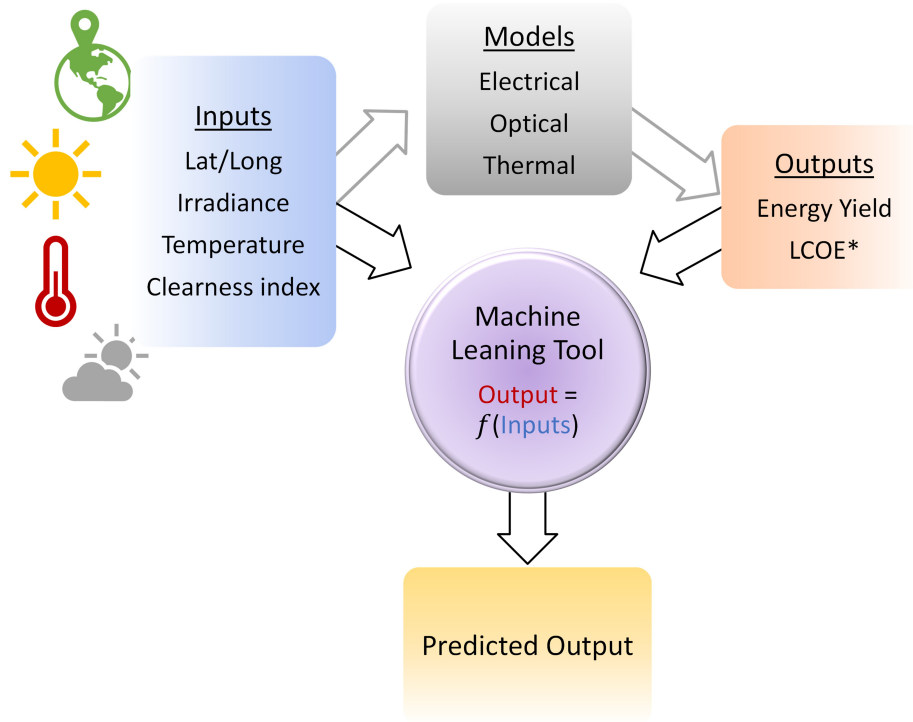 Inputs
Lat/Long
Irradiance
Temperature
Clearness index
Models
Electrical
Optical
Thermal
Outputs
Energy Yield
LCOE*
Machine
Leaning Tool
Output =
f(Inputs)
Predicted Output